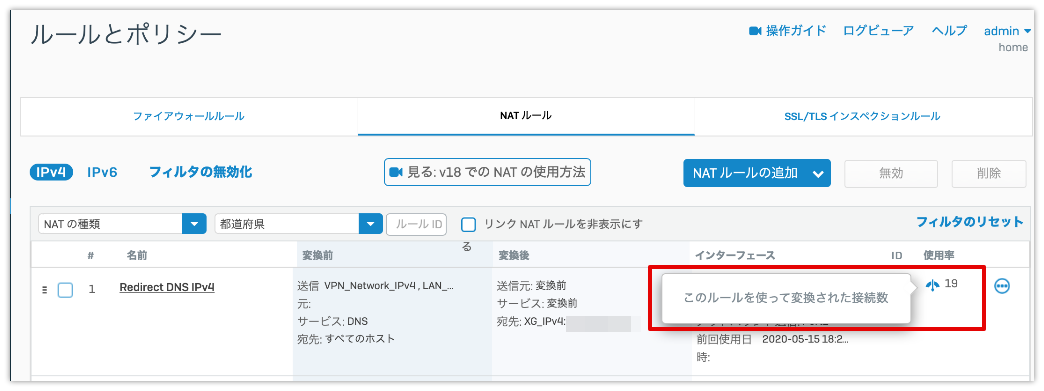 ルールとポリシー
操作ガイド ログビューア ヘルプ admin
home
ファイアウォールルール NAT ルール SSL/TLS インスペクションルール
IPv4 IPv6 フィルタの無効化 見る: v18 での NAT の使用方法 NAT ルールの追加 無効 削除
NAT の種類 都道府県 ルール ID リンク NAT ルールを非表示にす
る
フィルタのリセット
# 名前 変換前 変換後 インターフェース ID 使用率
1 Redirect DNS IPv4
送信 VPN_Network_IPv4 , LAN_...
元:
サービス: DNS
宛先: すべてのホスト
送信元: 変換前
サービス: 変換前
宛先: XG_IPv4:
このルールを使って変換された接続数
19
前回使用日 2020-05-15 18:2...
時: